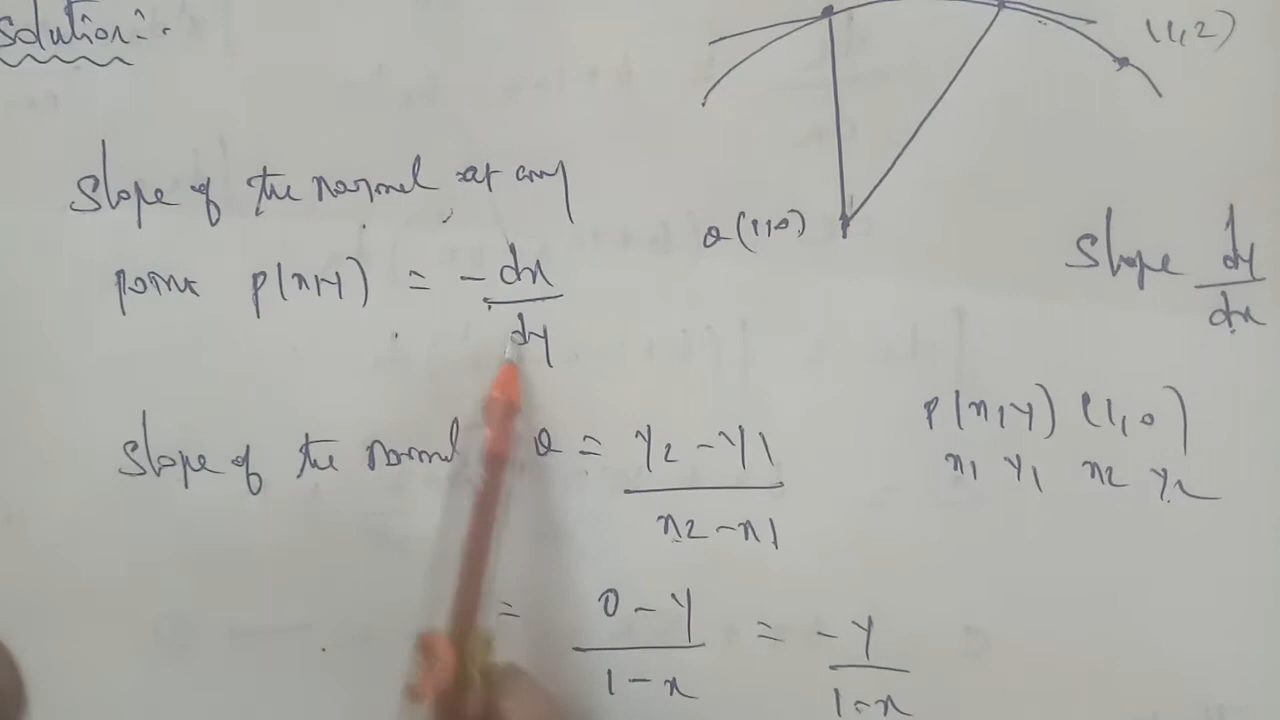 Solution:-
(1,2)
Slope of the normal at any
Q(1,0)
point P(x,y) = -dx/dy
Slope dy/dx
P(x,y) (1,0)
x1 y1 x2 y2
Slope of the normal Q = y2-y1/x2-x1
= 0-y/1-x = -y/1-x